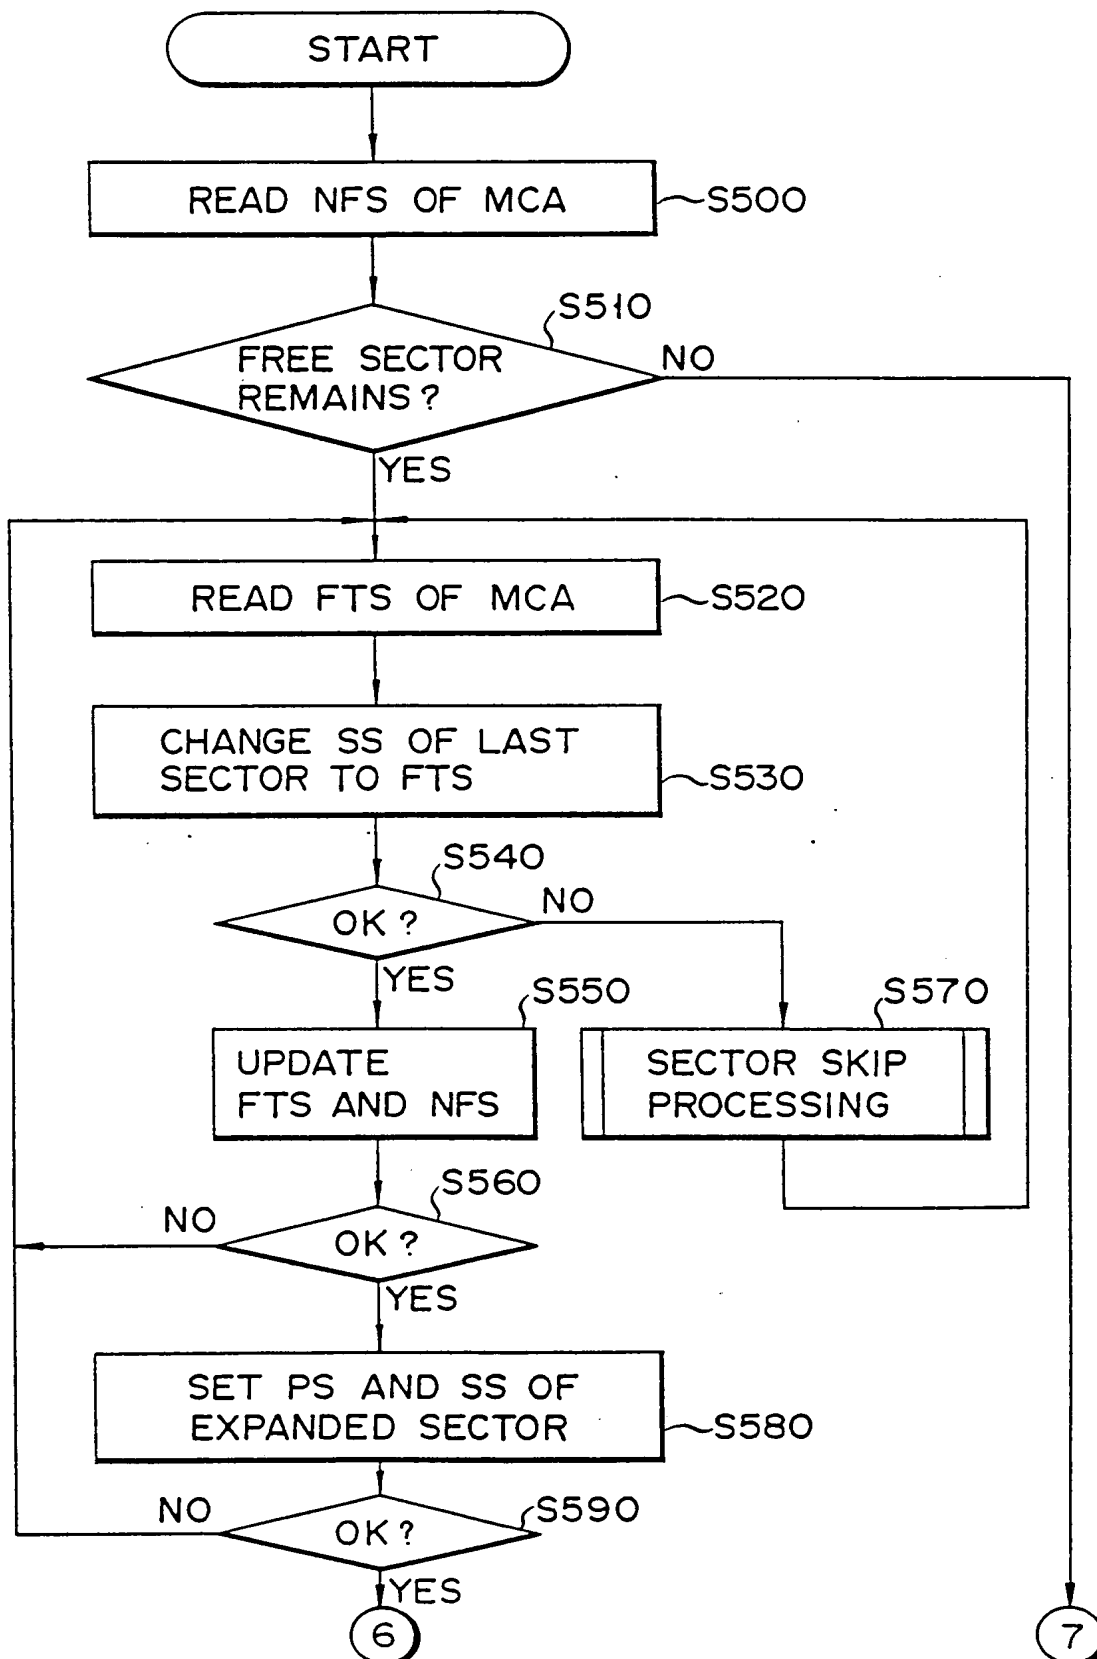 START
READ NFS OF MCA
S500
S510
FREE SECTOR
REMAINS?
NO
YES
READ FTS OF MCA
S520
CHANGE SS OF LAST
SECTOR TO FTS
S530
S540
OK?
NO
YES
S550
UPDATE
FTS AND NFS
S570
SECTOR SKIP
PROCESSING
S560
NO
OK?
YES
SET PS AND SS OF
EXPANDED SECTOR
S580
NO
S590
OK?
YES
6
7